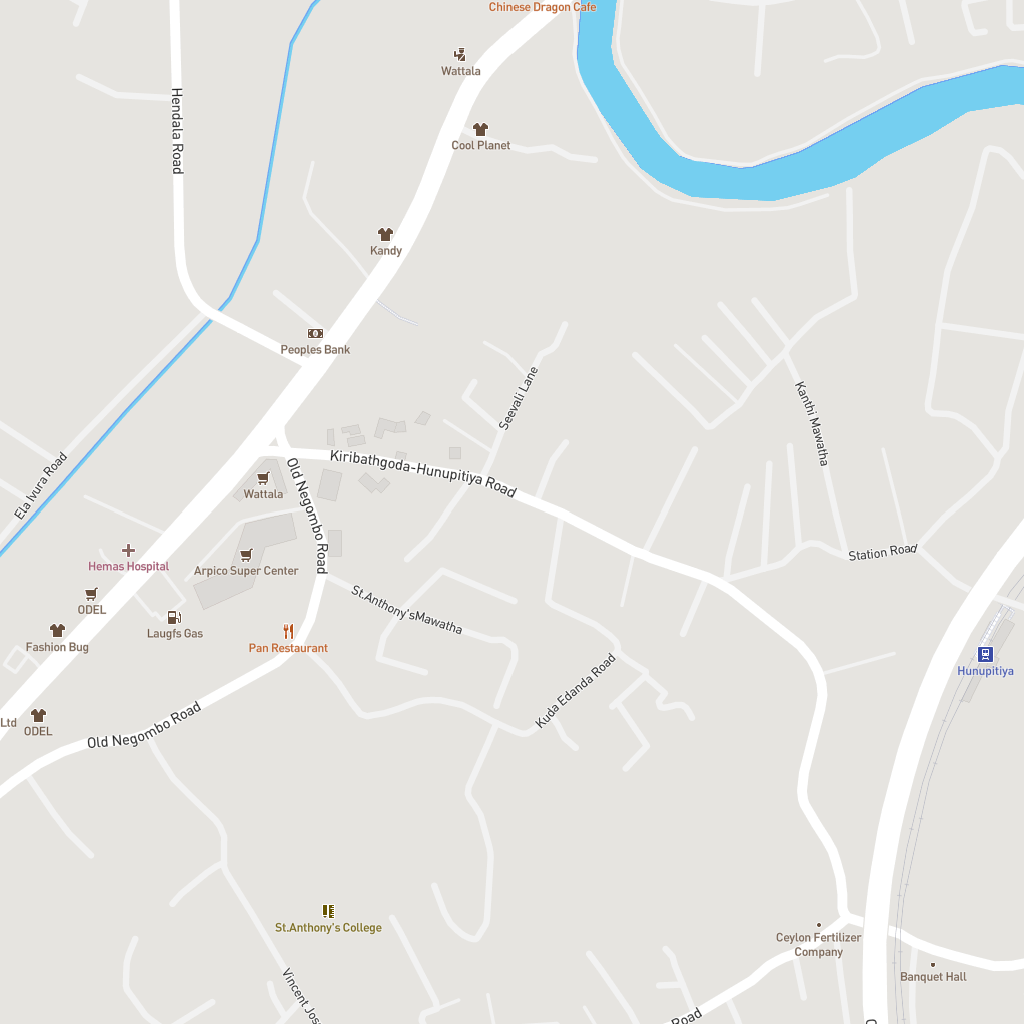 Chinese Dragon Cafe
Wattala
Hendala Road
Cool Planet
Kandy
Peoples Bank
Seevali Lane
Kanthi Mawatha
Kiribathgoda-Hunupitiya Road
Ela Ivura Road
Wattala
Old Negombo Road
Station Road
Arpico Super Center
Hemas Hospital
ODEL
St.Anthony'sMawatha
Laugfs Gas
Fashion Bug
Pan Restaurant
Hunupitiya
Kuda Edanda Road
Ltd
ODEL
Old Negombo Road
St.Anthony's College
Ceylon Fertilizer
Company
Banquet Hall
Vincent Jos
Road